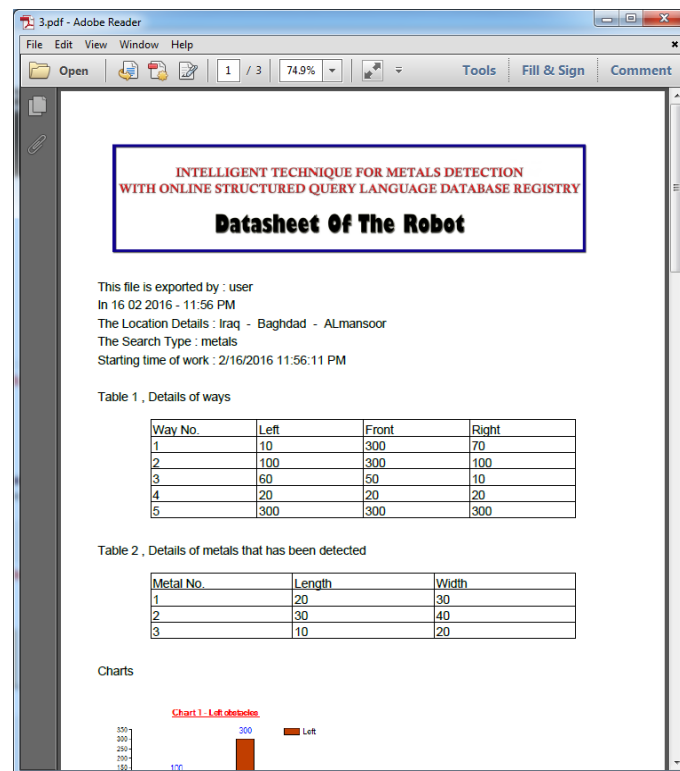 3.pdf - Adobe Reader
File Edit View Window Help
Open 1 / 3 74.9% Tools Fill & Sign Comment
INTELLIGENT TECHNIQUE FOR METALS DETECTION
WITH ONLINE STRUCTURED QUERY LANGUAGE DATABASE REGISTRY
Datasheet Of The Robot
This file is exported by : user
In 16 02 2016 - 11:56 PM
The Location Details : Iraq - Baghdad - ALmansoor
The Search Type : metals
Starting time of work : 2/16/2016 11:56:11 PM
Table 1 , Details of ways
Way No. Left Front Right
1 10 300 70
2 100 300 100
3 60 50 10
4 20 20 20
5 300 300 300
Table 2 , Details of metals that has been detected
Metal No. Length Width
1 20 30
2 30 40
3 10 20
Charts
Chart 1 - Left obstacles
350 300 Left
300
250
200
150 100